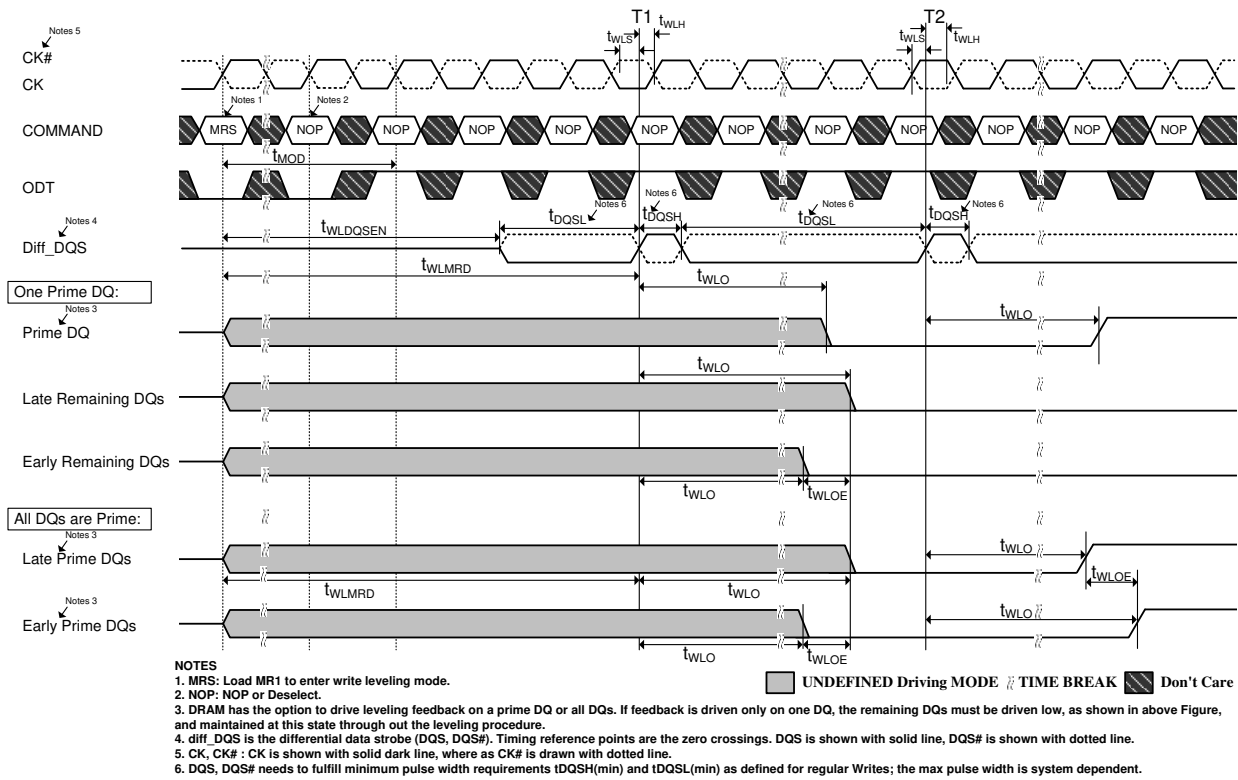 T1 T2
tWLS tWLH tWLS tWLH
Notes 5
CK#
CK
Notes 1 Notes 2
COMMAND MRS NOP NOP NOP NOP NOP NOP NOP NOP NOP NOP NOP
tMOD
ODT
Notes 6 Notes 6 Notes 6 Notes 6
tDQSL tDQSH tDQSL tDQSH
Notes 4
tWLDQSEN
Diff_DQS
tWLMRD
tWLO
One Prime DQ:
Notes 3
Prime DQ
tWLO
tWLO
Late Remaining DQs
Early Remaining DQs
tWLO tWLOE
All DQs are Prime:
Notes 3
Late Prime DQs
tWLO
tWLMRD tWLO tWLOE
Notes 3
Early Prime DQs
tWLO
tWLO tWLOE
NOTES
1. MRS: Load MR1 to enter write leveling mode.
2. NOP: NOP or Deselect.
UNDEFINED Driving MODE TIME BREAK Don't Care
3. DRAM has the option to drive leveling feedback on a prime DQ or all DQs. If feedback is driven only on one DQ, the remaining DQs must be driven low, as shown in above Figure,
and maintained at this state through out the leveling procedure.
4. diff_DQS is the differential data strobe (DQS, DQS#). Timing reference points are the zero crossings. DQS is shown with solid line, DQS# is shown with dotted line.
5. CK, CK# : CK is shown with solid dark line, where as CK# is drawn with dotted line.
6. DQS, DQS# needs to fulfill minimum pulse width requirements tDQSH(min) and tDQSL(min) as defined for regular Writes; the max pulse width is system dependent.